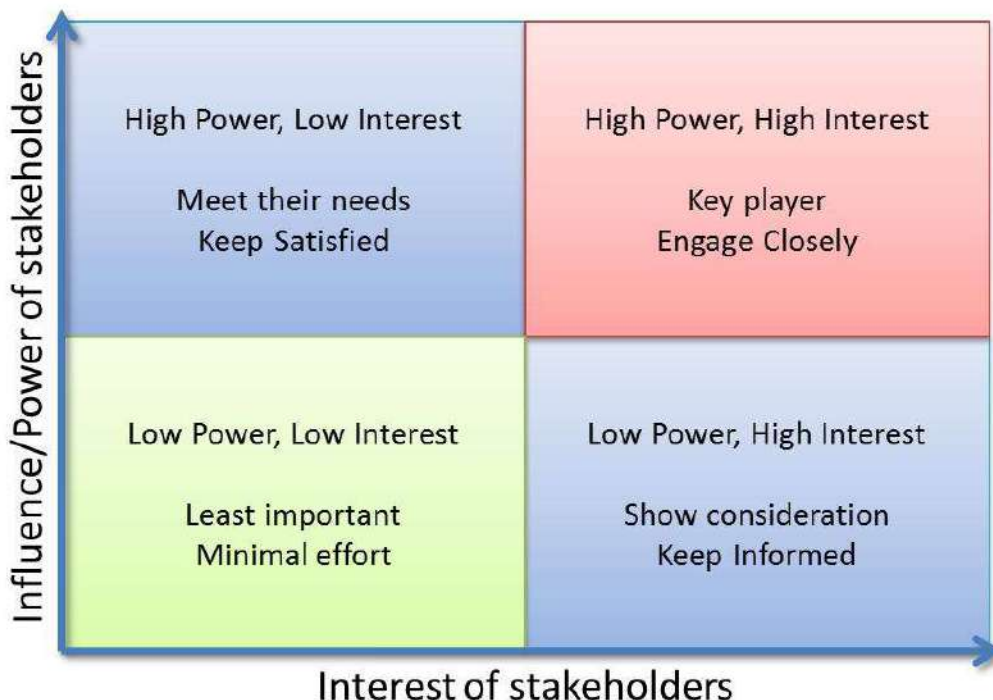 Influence/Power of stakeholders
High Power, Low Interest
Meet their needs
Keep Satisfied
High Power, High Interest
Key player
Engage Closely
Low Power, Low Interest
Least important
Minimal effort
Low Power, High Interest
Show consideration
Keep Informed
Interest of stakeholders